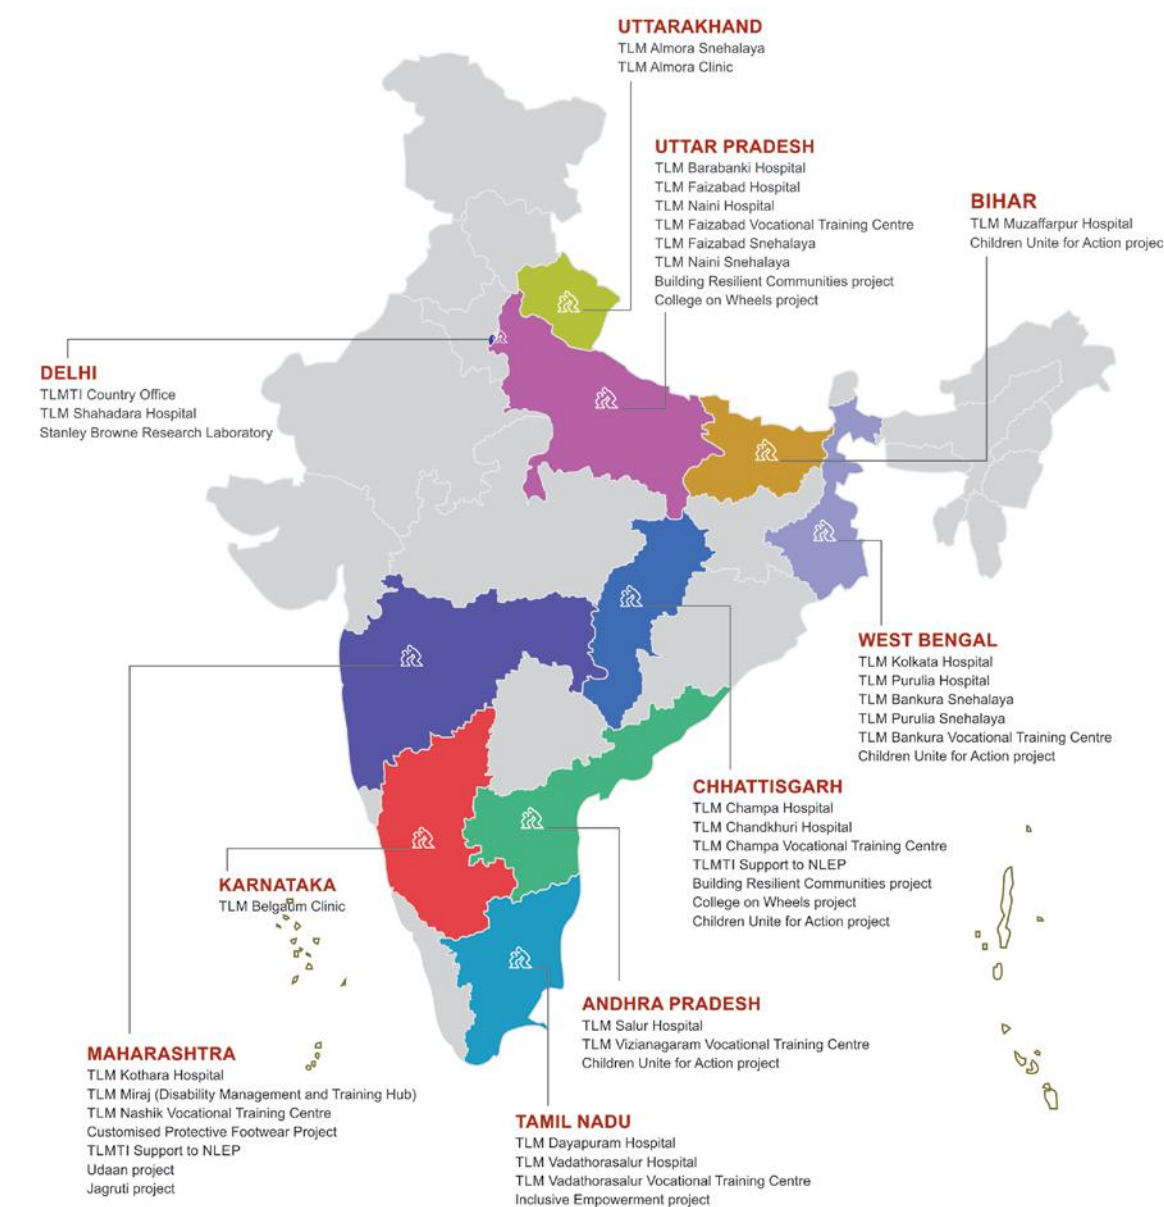 UTTARAKHAND
TLM Almora Snehalaya
TLM Almora Clinic
UTTAR PRADESH
TLM Barabanki Hospital
TLM Faizabad Hospital
TLM Naini Hospital
TLM Faizabad Vocational Training Centre
TLM Faizabad Snehalaya
TLM Naini Snehalaya
Building Resilient Communities project
College on Wheels project
BIHAR
TLM Muzaffarpur Hospital
Children Unite for Action projec
DELHI
TLMTI Country Office
TLM Shahadara Hospital
Stanley Browne Research Laboratory
WEST BENGAL
TLM Kolkata Hospital
TLM Purulia Hospital
TLM Bankura Snehalaya
TLM Purulia Snehalaya
TLM Bankura Vocational Training Centre
Children Unite for Action project
CHHATTISGARH
TLM Champa Hospital
TLM Chandkhuri Hospital
TLM Champa Vocational Training Centre
TLMTI Support to NLEP
Building Resilient Communities project
College on Wheels project
Children Unite for Action project
KARNATAKA
TLM Belgaum Clinic
ANDHRA PRADESH
TLM Salur Hospital
TLM Vizianagaram Vocational Training Centre
Children Unite for Action project
MAHARASHTRA
TLM Kothara Hospital
TLM Miraj (Disability Management and Training Hub)
TLM Nashik Vocational Training Centre
Customised Protective Footwear Project
TLMTI Support to NLEP
Udaan project
Jagruti project
TAMIL NADU
TLM Dayapuram Hospital
TLM Vadathorasalur Hospital
TLM Vadathorasalur Vocational Training Centre
Inclusive Empowerment project